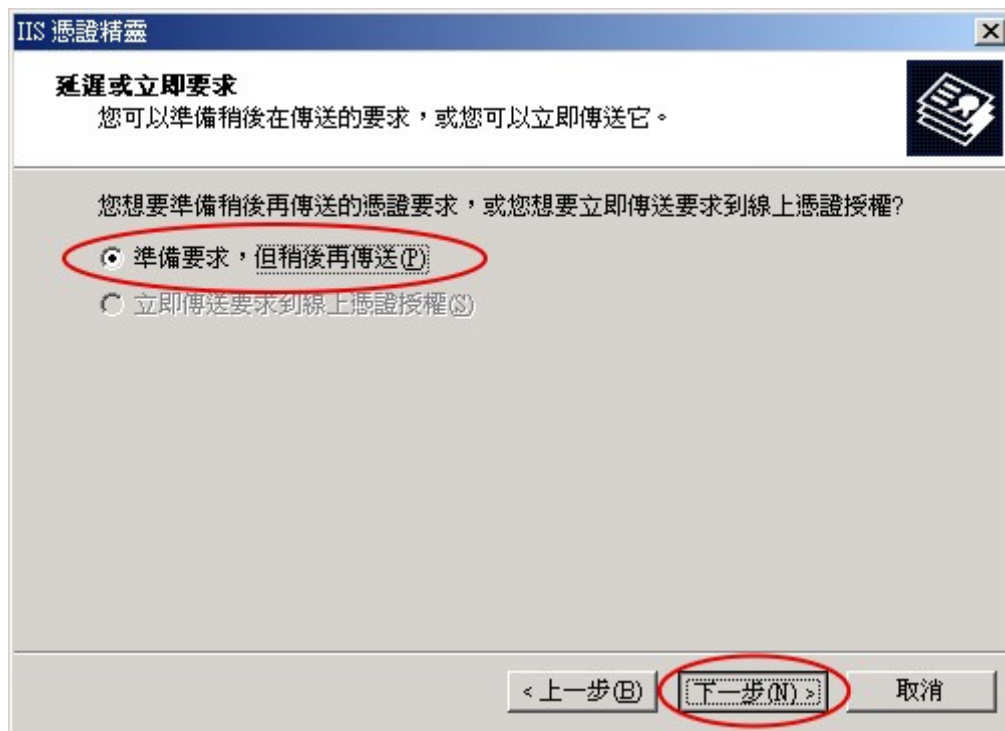 IIS 憑證精靈
延遲或立即要求
您可以準備稍後在傳送的要求，或您可以立即傳送它。
您想要準備稍後再傳送的憑證要求，或您想要立即傳送要求到線上憑證授權?
準備要求，但稍後再傳送(P)
立即傳送要求到線上憑證授權(S)
< 上一步(B) 下一步(N) > 取消